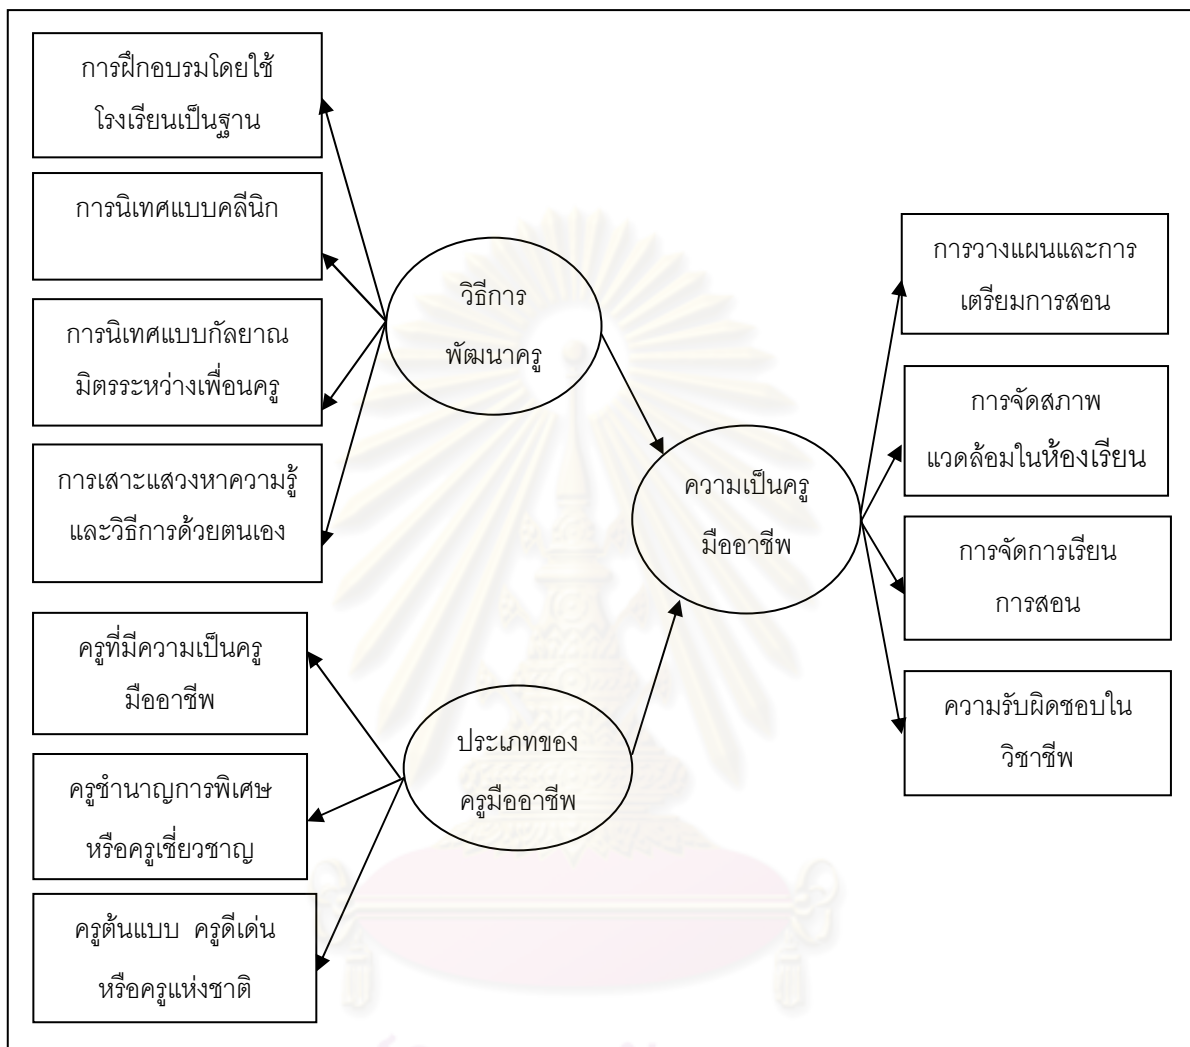 การฝึกอบรมโดยใช้
โรงเรียนเป็นฐาน
การนิเทศแบบคลีนิก
การนิเทศแบบกัลยาณ
มิตรระหว่างเพื่อนครู
การเสาะแสวงหาความรู้
และวิธีการด้วยตนเอง
ครูที่มีความเป็นครู
มืออาชีพ
ครูชำนาญการพิเศษ
หรือครูเชี่ยวชาญ
ครูต้นแบบ ครูดีเด่น
หรือครูแห่งชาติ
วิธีการ
พัฒนาครู
ประเภทของ
ครูมืออาชีพ
ความเป็นครู
มืออาชีพ
การวางแผนและการ
เตรียมการสอน
การจัดสภาพ
แวดล้อมในห้องเรียน
การจัดการเรียน
การสอน
ความรับผิดชอบใน
วิชาชีพ